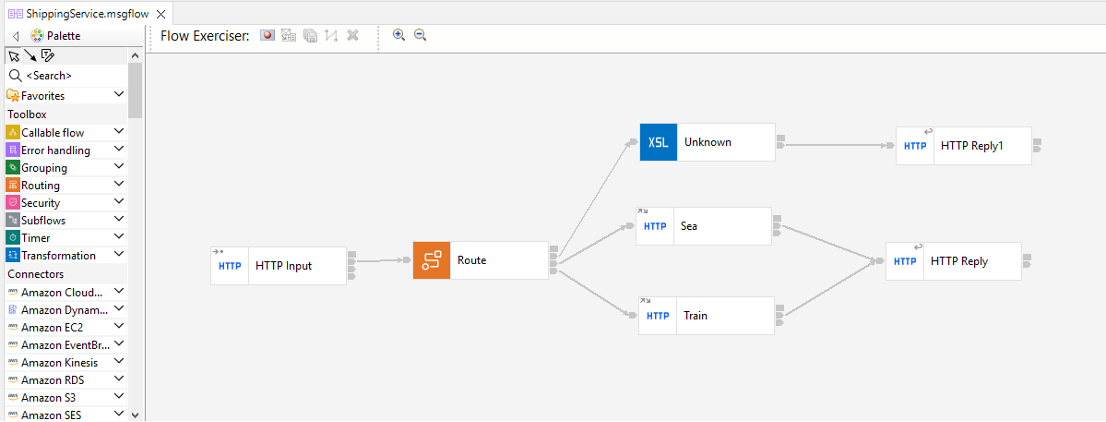 ShippingService.msgflow
Palette
Flow Exerciser:
<Search>
Favorites
Toolbox
Callable flow
Error handling
Grouping
Routing
Security
Subflows
Timer
Transformation
Connectors
Amazon Cloud...
Amazon Dynam...
Amazon EC2
Amazon EventBr...
Amazon Kinesis
Amazon RDS
Amazon S3
Amazon SES
XSL Unknown
HTTP HTTP Reply1
HTTP Sea
HTTP HTTP Input
Route
HTTP HTTP Reply
HTTP Train